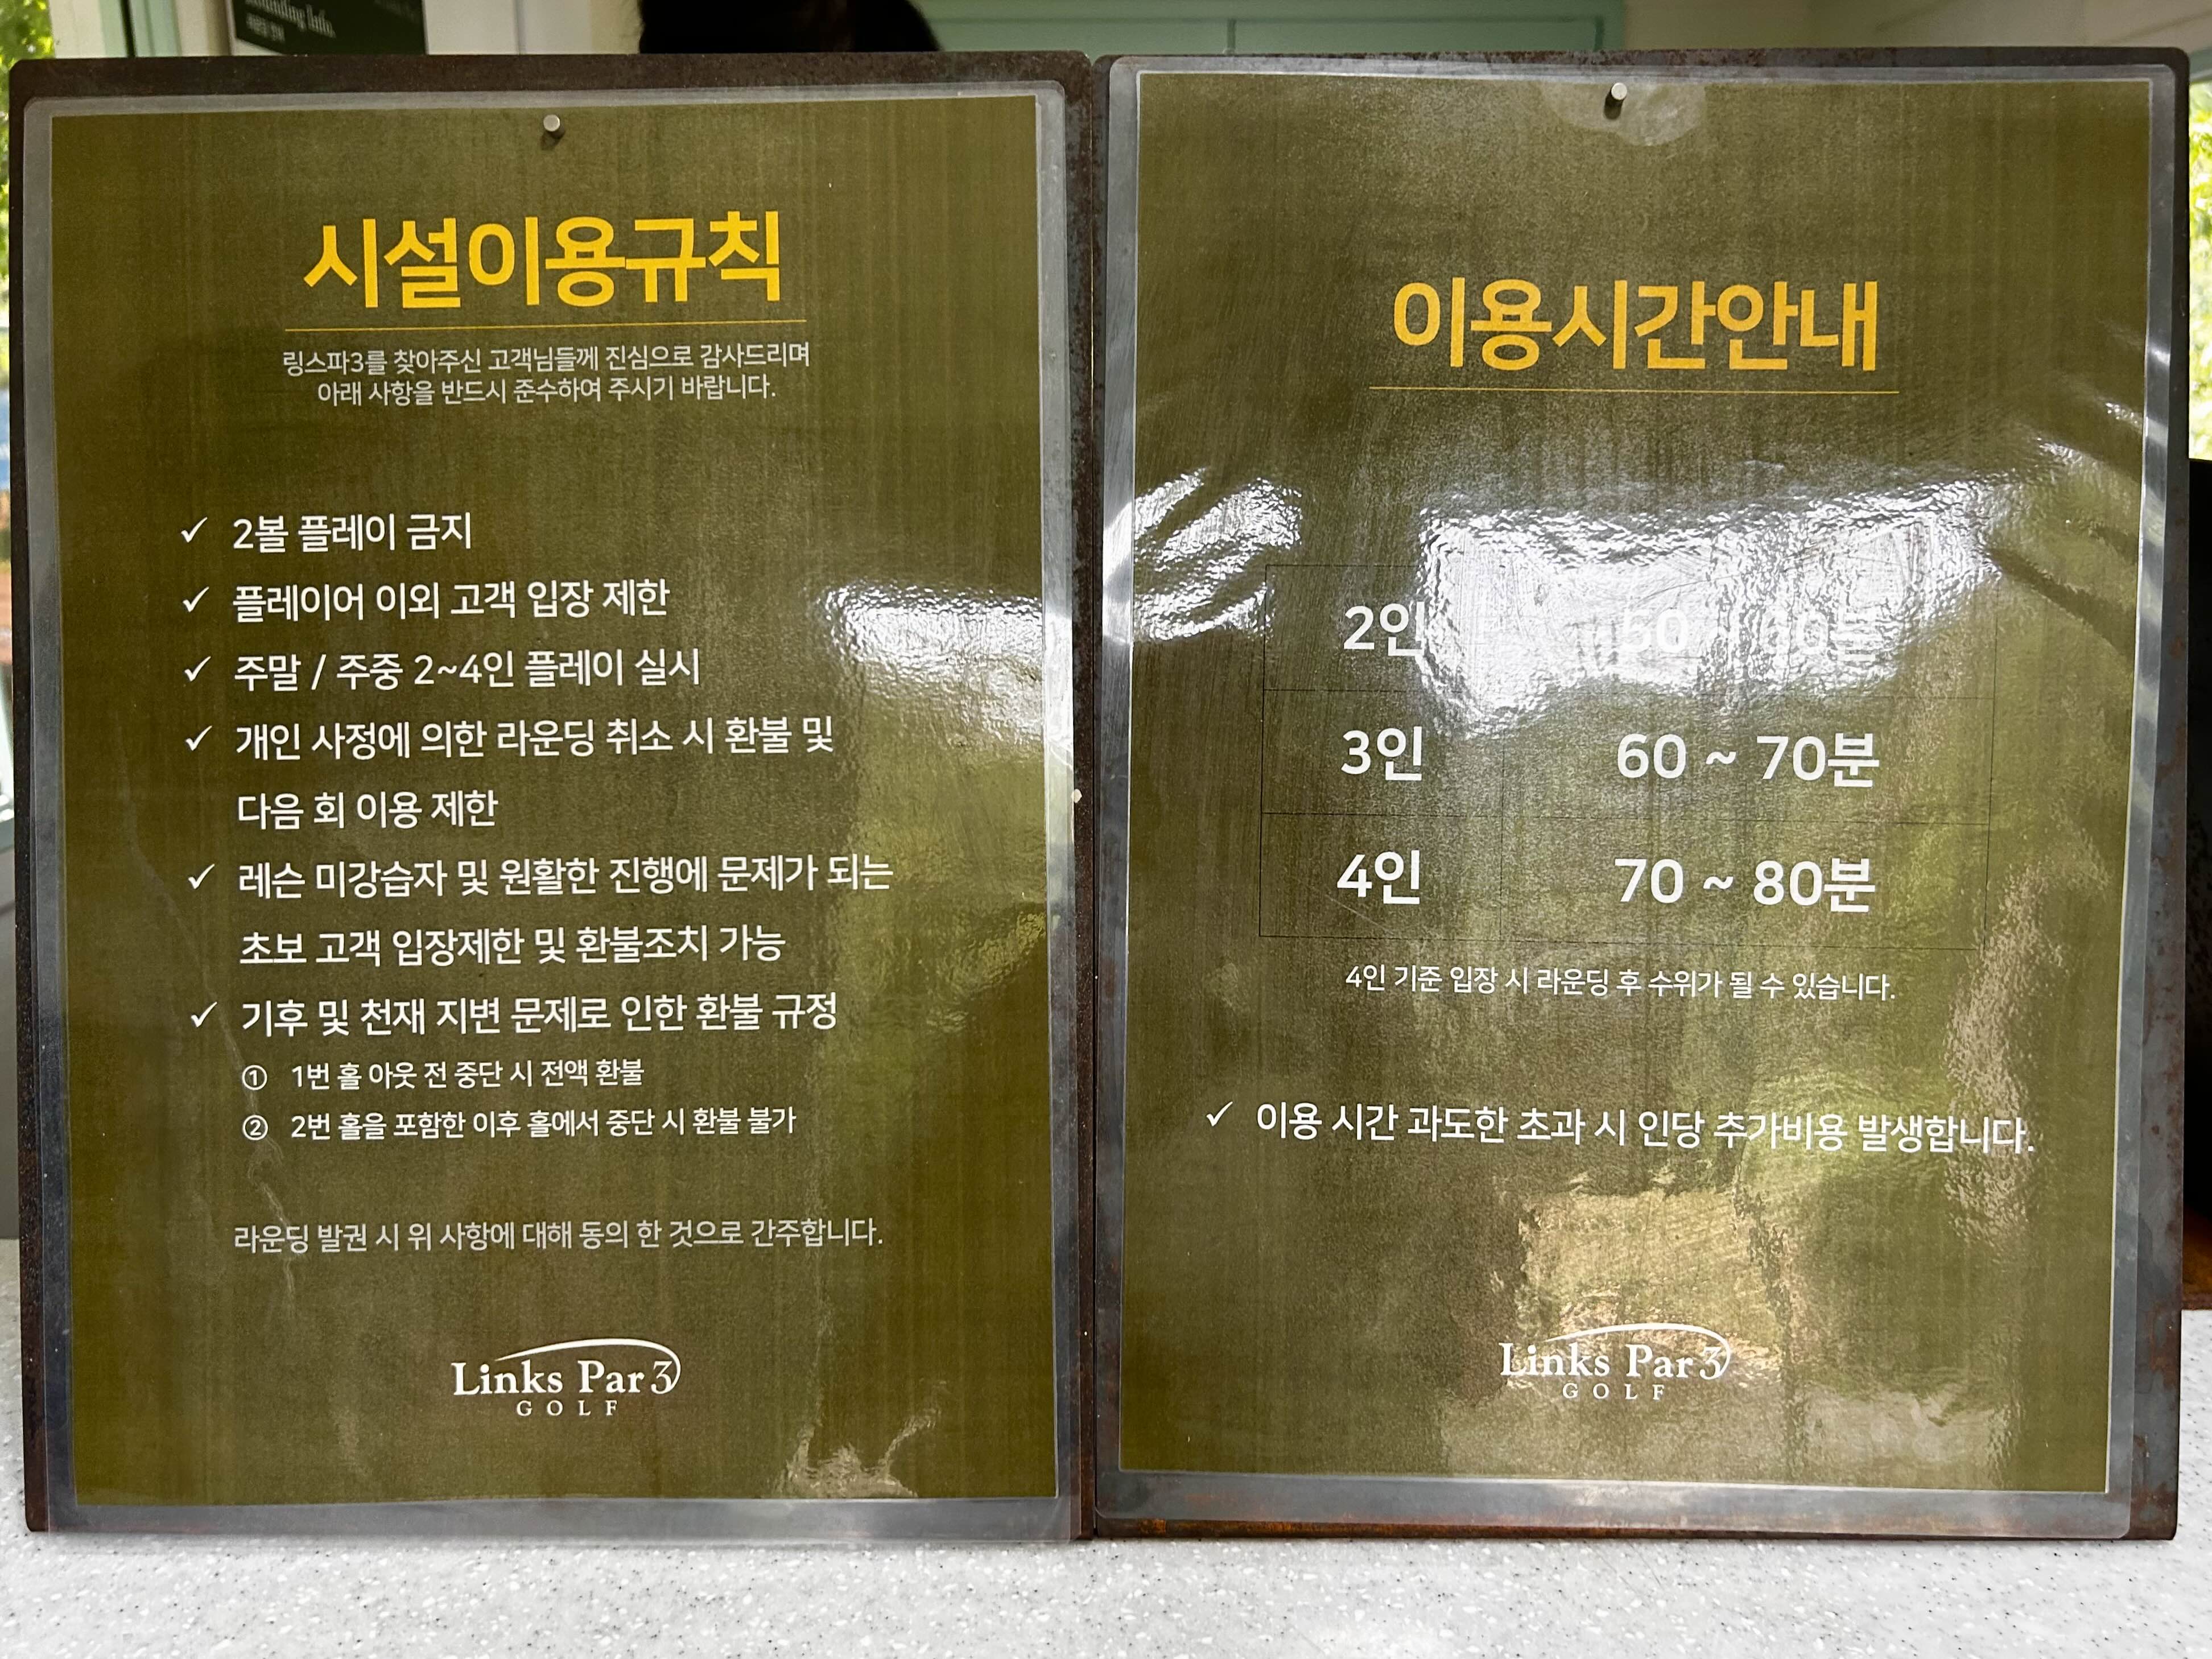 시설이용규칙
링스파3를 찾아주신 고객님들께 진심으로 감사드리며
아래 사항을 반드시 준수하여 주시기 바랍니다.
✓ 2볼 플레이 금지
✓ 플레이어 이외 고객 입장 제한
✓ 주말 / 주중 2~4인 플레이 실시
✓ 개인 사정에 의한 라운딩 취소 시 환불 및
다음 회 이용 제한
✓ 레슨 미강습자 및 원활한 진행에 문제가 되는
초보 고객 입장제한 및 환불조치 가능
✓ 기후 및 천재 지변 문제로 인한 환불 규정
① 1번 홀 아웃 전 중단 시 전액 환불
② 2번 홀을 포함한 이후 홀에서 중단 시 환불 불가
라운딩 발권 시 위 사항에 대해 동의 한 것으로 간주합니다.
Links Par 3
GOLF
이용시간안내
2인 50 ~ 60분
3인 60 ~ 70분
4인 70 ~ 80분
4인 기준 입장 시 라운딩 후 수위가 될 수 있습니다.
✓ 이용 시간 과도한 초과 시 인당 추가비용 발생합니다.
Links Par 3
GOLF